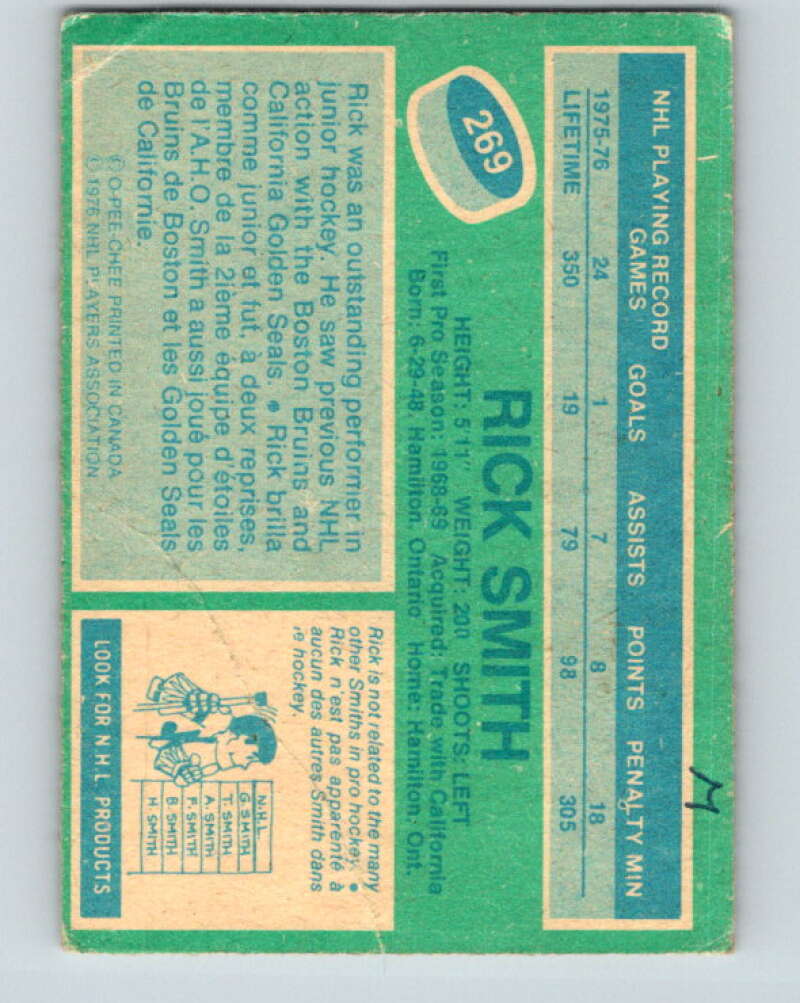 NHL PLAYING RECORD
GAMES GOALS ASSISTS POINTS PENALTY MIN
1975-76 24 1 7 8 18
LIFETIME 350 19 79 98 305
269
RICK SMITH
HEIGHT: 5'11" WEIGHT: 200 SHOOTS: LEFT
First Pro Season: 1968-69 Acquired: Trade with California
Born: 6-29-48, Hamilton, Ontario Home: Hamilton, Ont.
Rick was an outstanding performer in
junior hockey. He saw previous NHL
action with the Boston Bruins and
California Golden Seals. • Rick brilla
comme junior et fut, à deux reprises,
membre de la 2ième équipe d'étoiles
de l'A.H.O. Smith a aussi joué pour les
Bruins de Boston et les Golden Seals
de Californie.
© O-PEE-CHEE PRINTED IN CANADA
© 1976 NHL PLAYERS ASSOCIATION
Rick is not related to the many
other Smiths in pro hockey. •
Rick n'est pas apparenté à
aucun des autres Smith dans
le hockey.
N.H.L.
G. SMITH
T. SMITH
A. SMITH
F. SMITH
B. SMITH
H. SMITH
LOOK FOR N.H.L. PRODUCTS